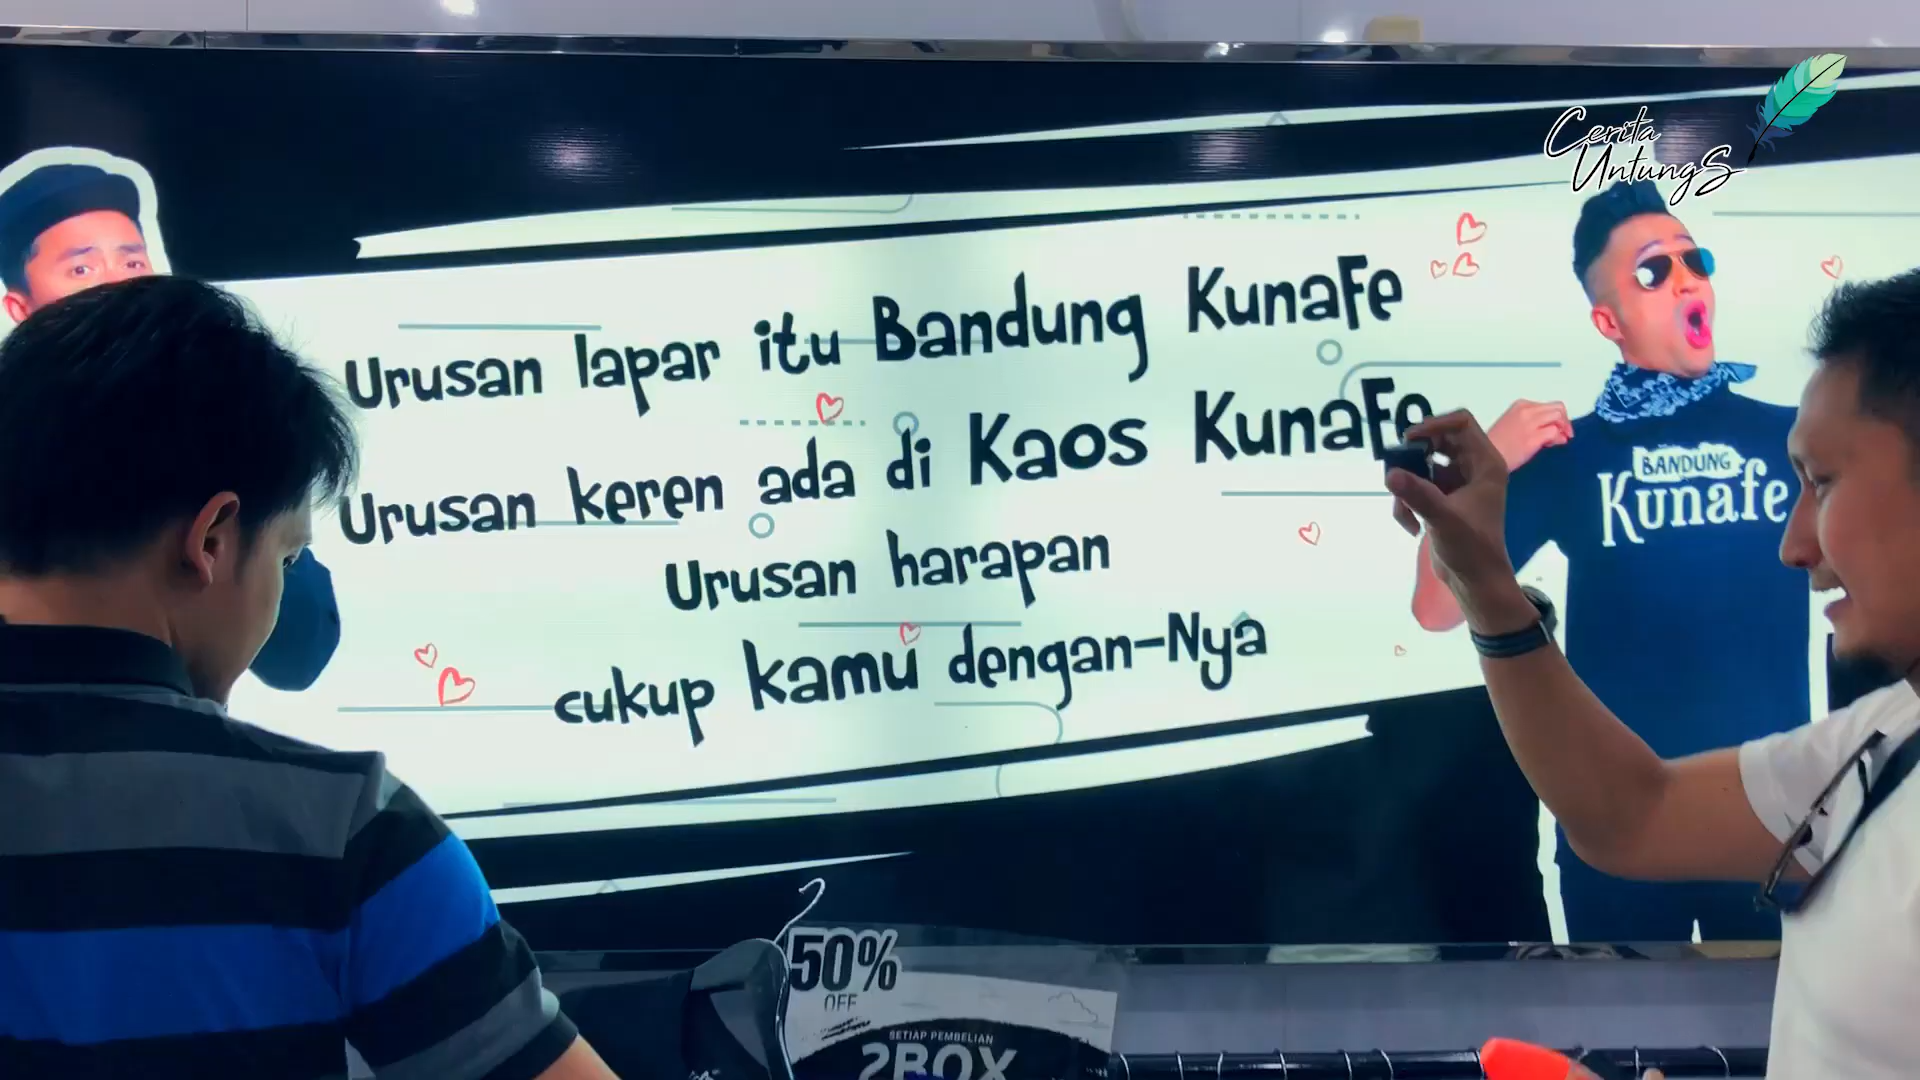 Cerita
UntungS
Urusan lapar itu Bandung KunaFe
Urusan keren ada di Kaos KunaFe
Urusan harapan
cukup kamu dengan-Nya
BANDUNG
Kunafe
50%
OFF
SETIAP PEMBELIAN
2BOX